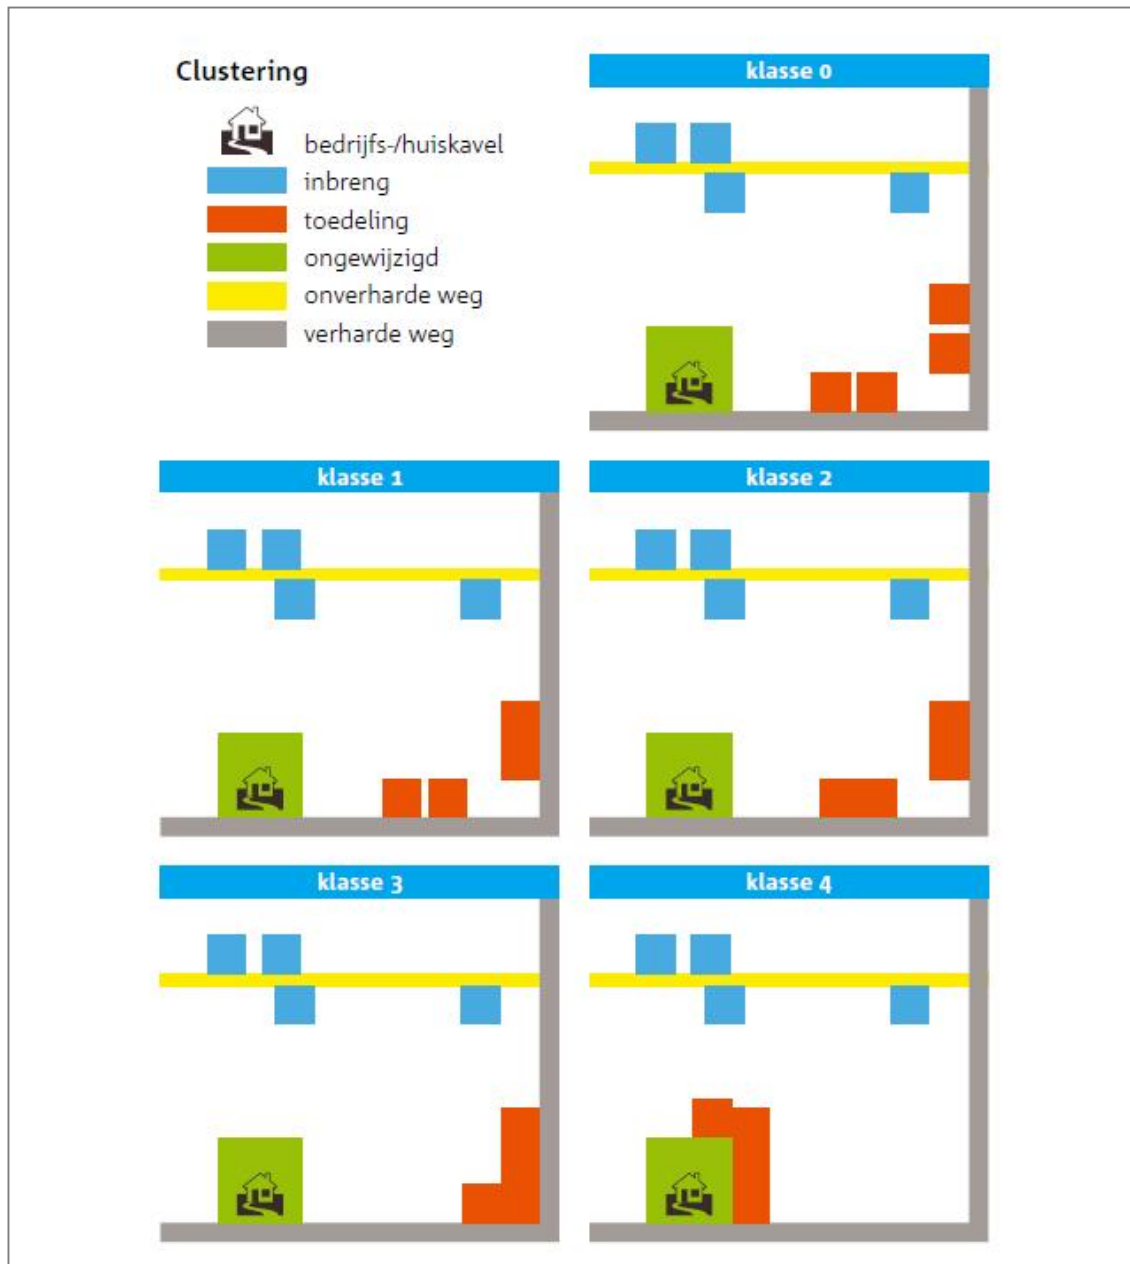 Clustering
bedrijfs-/huiskavel
inbreng
toedeling
ongewijzigd
onverharde weg
verharde weg
klasse 0
klasse 1
klasse 2
klasse 3
klasse 4